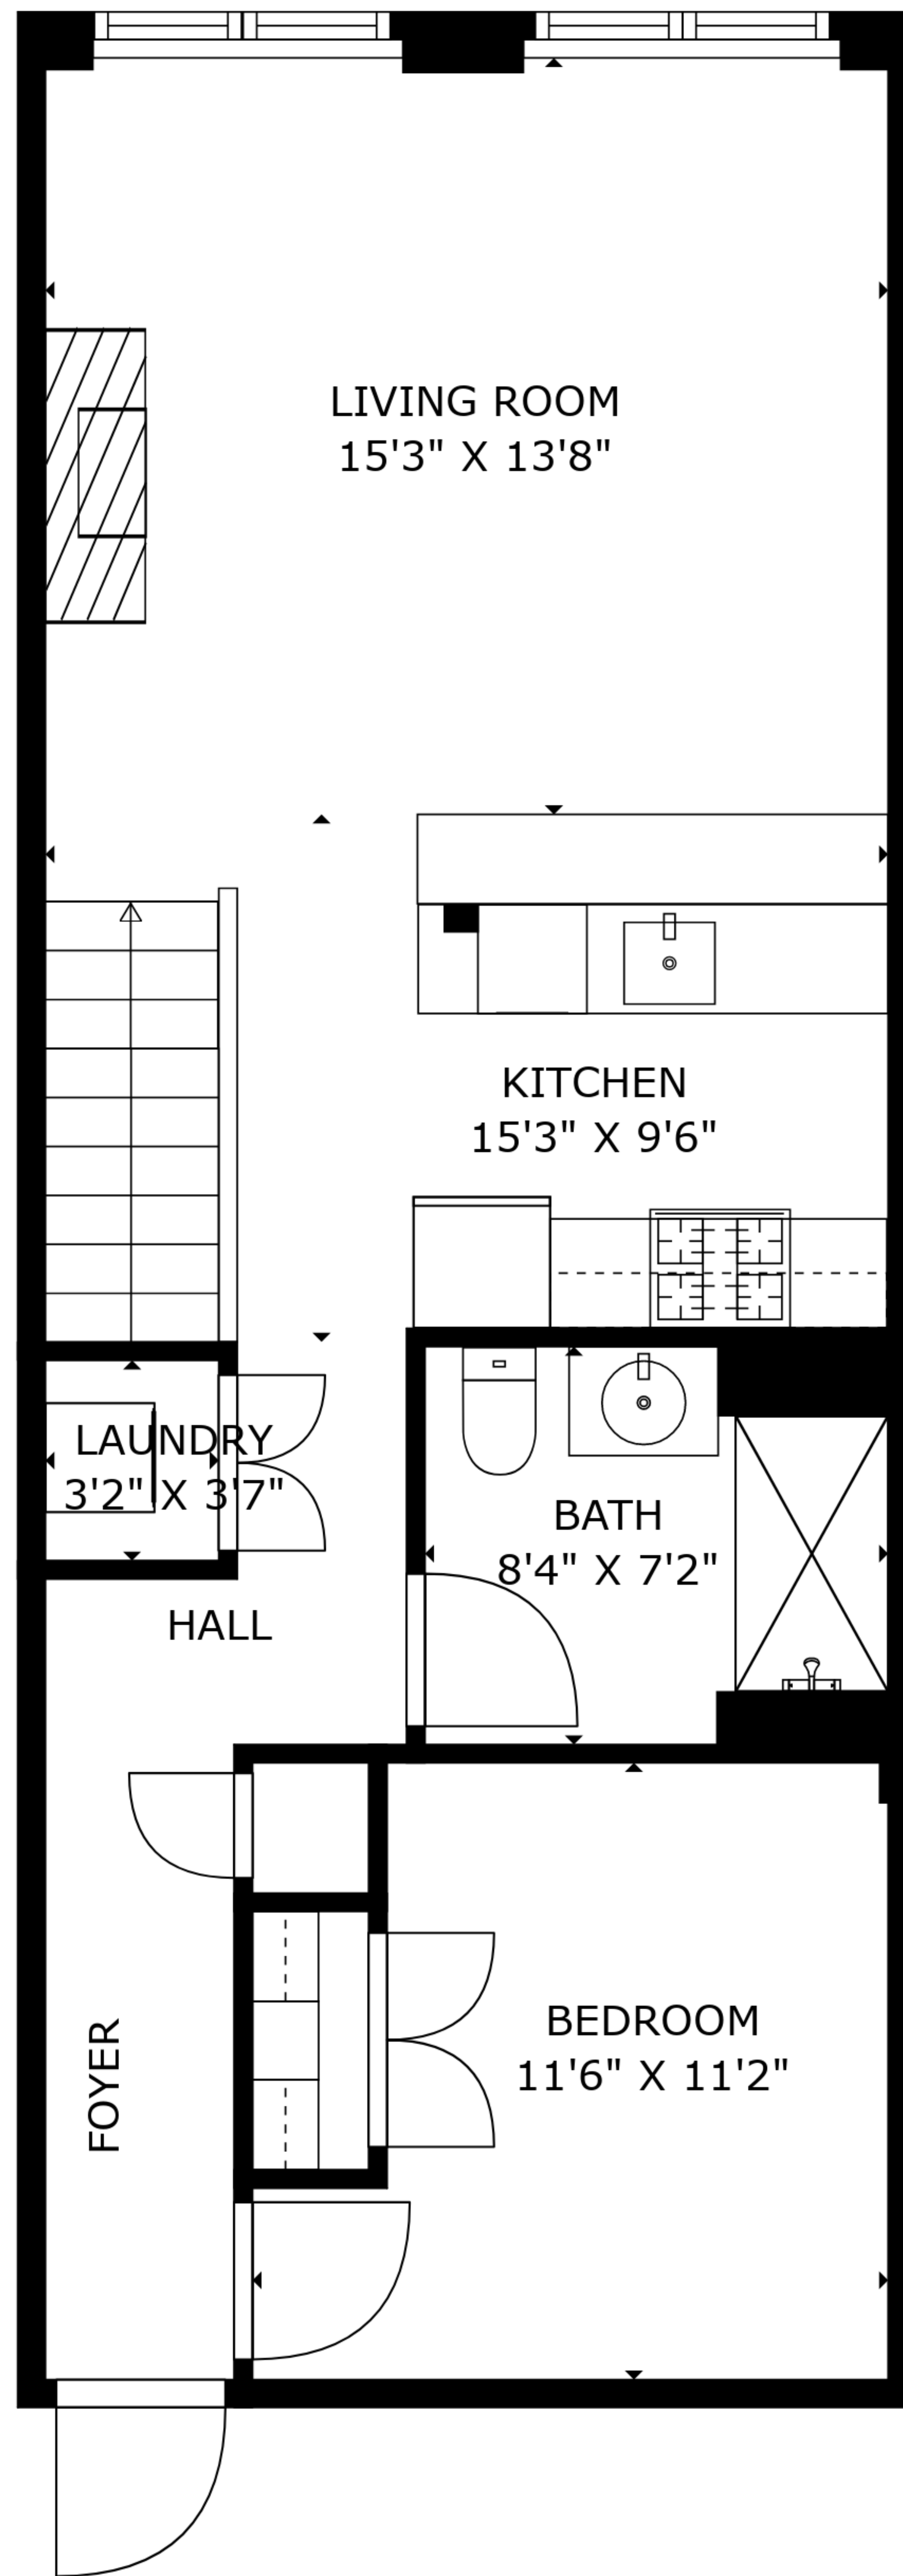 LIVING ROOM
15'3" X 13'8"
KITCHEN
15'3" X 9'6"
LAUNDRY
3'2" X 3'7"
BATH
8'4" X 7'2"
HALL
BEDROOM
11'6" X 11'2"
FOYER